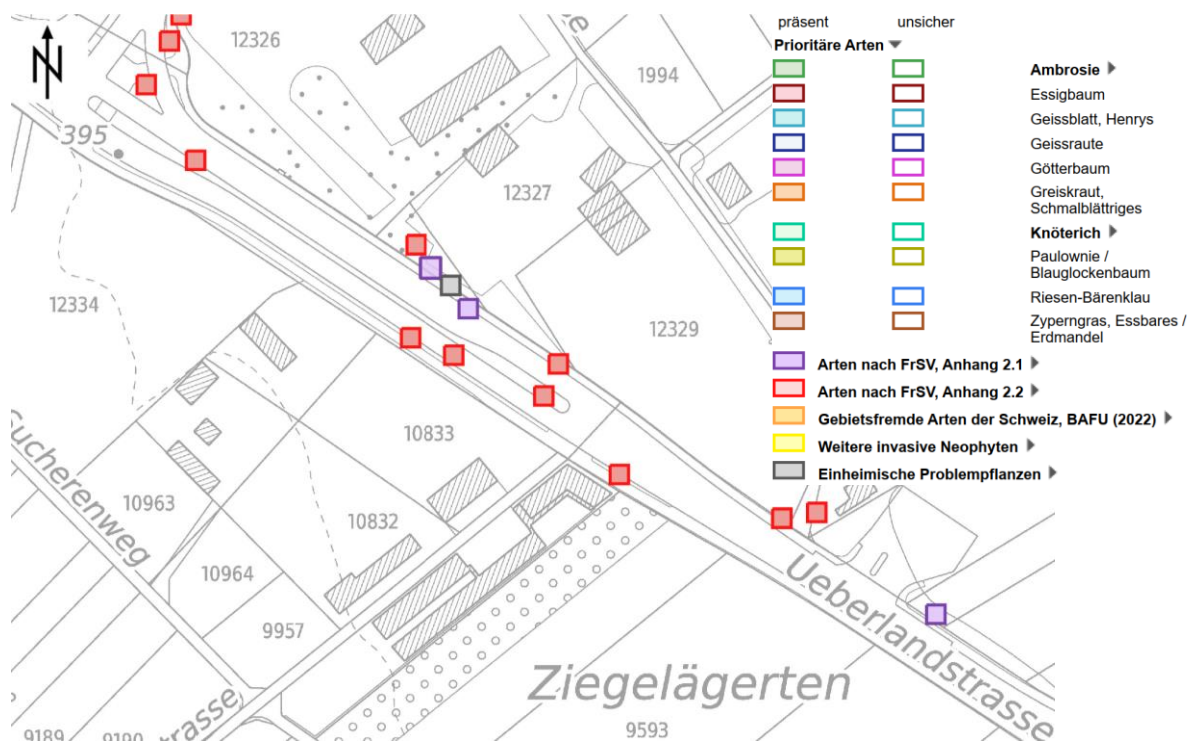 N
präsent unsicher
Prioritäre Arten
Ambrosie
Essigbaum
Geissblatt, Henrys
Geissraute
Götterbaum
Greiskraut,
Schmalblättriges
Knöterich
Paulownie /
Blauglockenbaum
Riesen-Bärenklau
Zyperngras, Essbares /
Erdmandel
Arten nach FrSV, Anhang 2.1
Arten nach FrSV, Anhang 2.2
Gebietsfremde Arten der Schweiz, BAFU (2022)
Weitere invasive Neophyten
Einheimische Problempflanzen
12326
1994
395
12327
12334
12329
10833
10963
10832
10964
9957
Ueberlandstrasse
Ziegelägerten
9593
9189
strasse